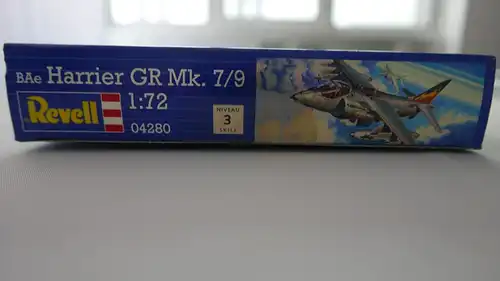 BAe Harrier GR Mk. 7/9
Revell
1:72
04280
NIVEAU
3
SKILL